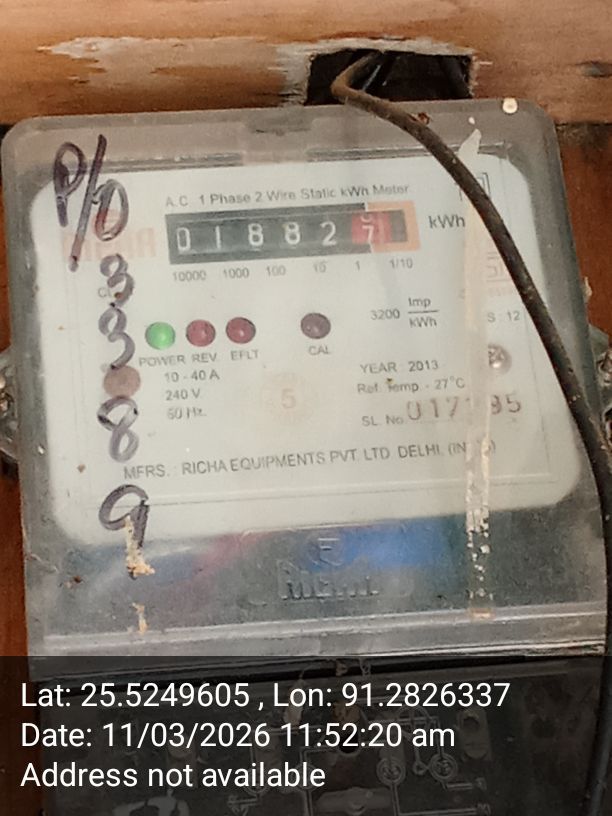 P/0
3
3
8
9
A.C. 1 Phase 2 Wire Static kWh Meter
0 1 8 8 2 7
kWh
10000 1000 100 10 1 1/10
3200 Imp/kWh
POWER REV. EFLT CAL
10 - 40 A
240 V
50 Hz.
5
YEARː 2013
Ref. Temp. - 27°C
SL. No.
MFRS. : RICHA EQUIPMENTS PVT. LTD. DELHI.
Lat: 25.5249605 , Lon: 91.2826337
Date: 11/03/2026 11:52:20 am
Address not available